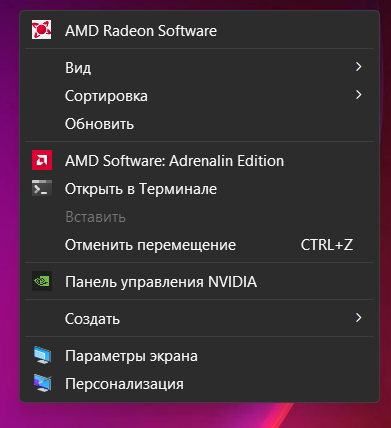 AMD Radeon Software
Вид
Сортировка
Обновить
AMD Software: Adrenalin Edition
Открыть в Терминале
Вставить
Отменить перемещение CTRL+Z
Панель управления NVIDIA
Создать
Параметры экрана
Персонализация